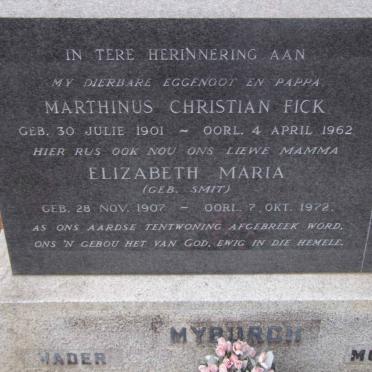 IN TERE HERINNERING AAN
MY DIERBARE EGGENOOT EN PAPPA
MARTHINUS CHRISTIAN FICK
GEB. 30 JULIE 1901 ~ OORL. 4 APRIL 1962
HIER RUS OOK NOU ONS LIEWE MAMMA
ELIZABETH MARIA
(GEB. SMIT)
GEB. 28 NOV. 1907 - OORL. 7. OKT. 1972.
AS ONS AARDSE TENTWONING AFGEBREEK WORD,
ONS 'N GEBOU HET VAN GOD, EWIG IN DIE HEMELE.
MYBURGH
VADER